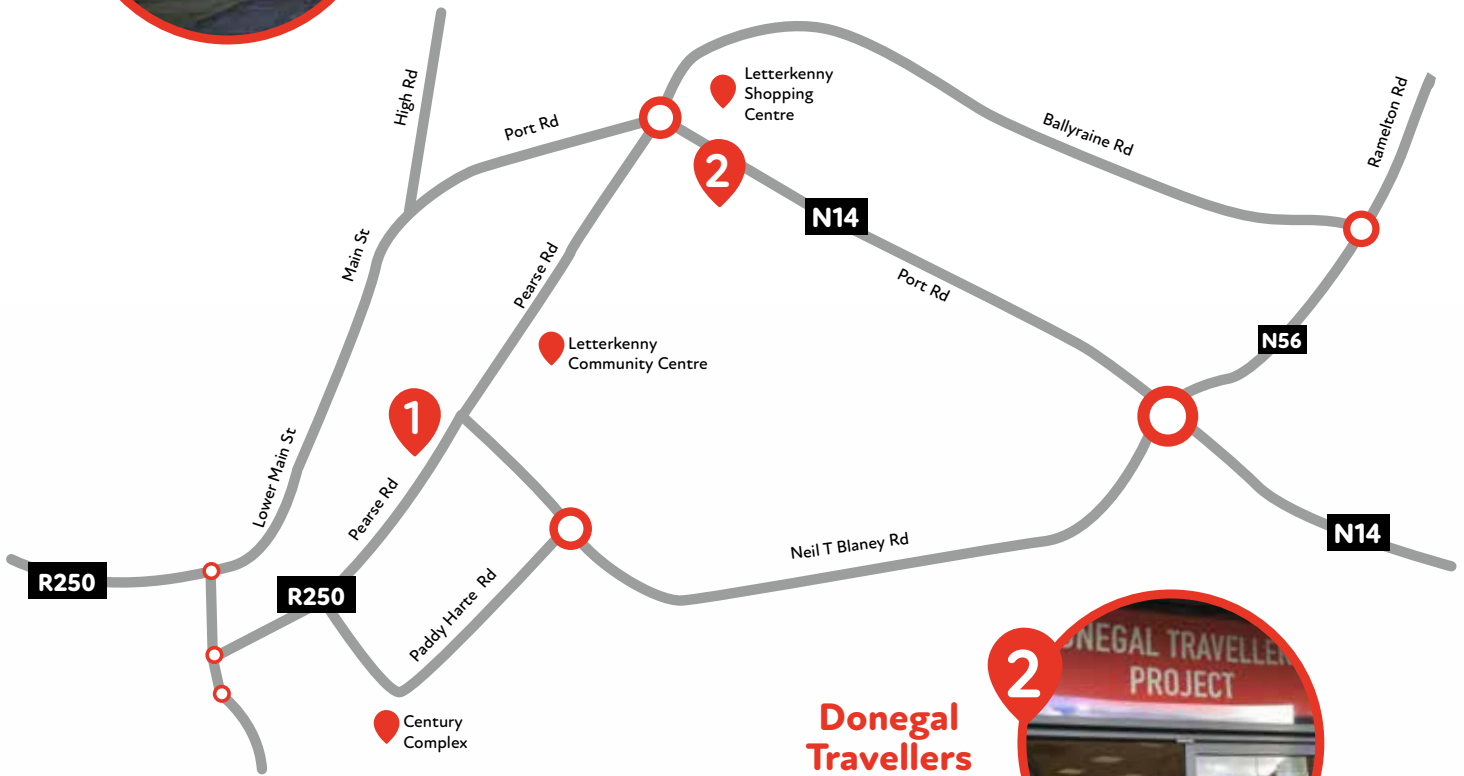 High Rd
Port Rd
Letterkenny
Shopping
Centre
Ballyraine Rd
Ramelton Rd
2
N14
Main St
Pearse Rd
Port Rd
N56
Letterkenny
Community Centre
1
Lower Main St
Pearse Rd
Neil T Blaney Rd
N14
R250
R250
Paddy Harte Rd
Century
Complex
2
Donegal
Travellers
ONEGAL TRAVELLER
PROJECT